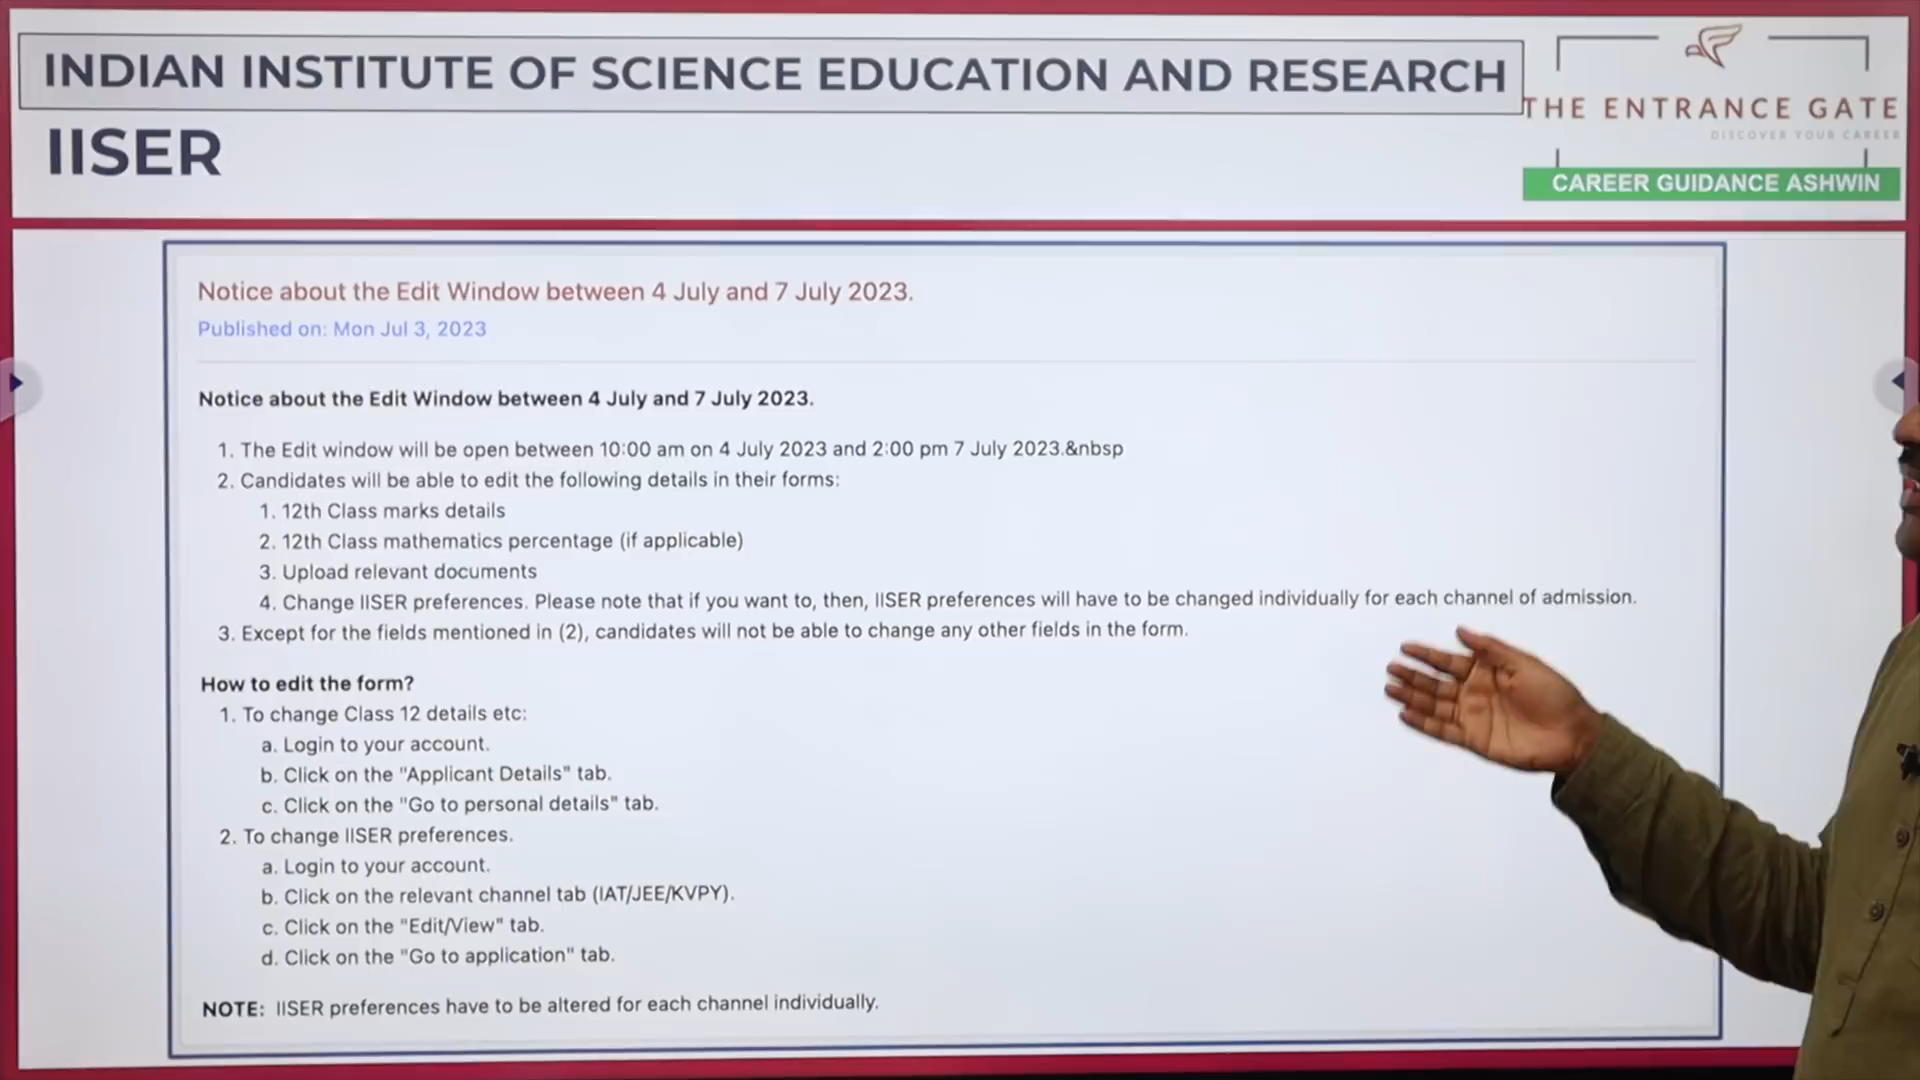 INDIAN INSTITUTE OF SCIENCE EDUCATION AND RESEARCH
IISER
THE ENTRANCE GATE
DISCOVER YOUR CAREER
CAREER GUIDANCE ASHWIN
Notice about the Edit Window between 4 July and 7 July 2023.
Published on: Mon Jul 3, 2023
Notice about the Edit Window between 4 July and 7 July 2023.
1. The Edit window will be open between 10:00 am on 4 July 2023 and 2:00 pm 7 July 2023.&nbsp
2. Candidates will be able to edit the following details in their forms:
1. 12th Class marks details
2. 12th Class mathematics percentage (if applicable)
3. Upload relevant documents
4. Change IISER preferences. Please note that if you want to, then, IISER preferences will have to be changed individually for each channel of admission.
3. Except for the fields mentioned in (2), candidates will not be able to change any other fields in the form.
How to edit the form?
1. To change Class 12 details etc:
a. Login to your account.
b. Click on the "Applicant Details" tab.
c. Click on the "Go to personal details" tab.
2. To change IISER preferences.
a. Login to your account.
b. Click on the relevant channel tab (IAT/JEE/KVPY).
c. Click on the "Edit/View" tab.
d. Click on the "Go to application" tab.
NOTE: IISER preferences have to be altered for each channel individually.